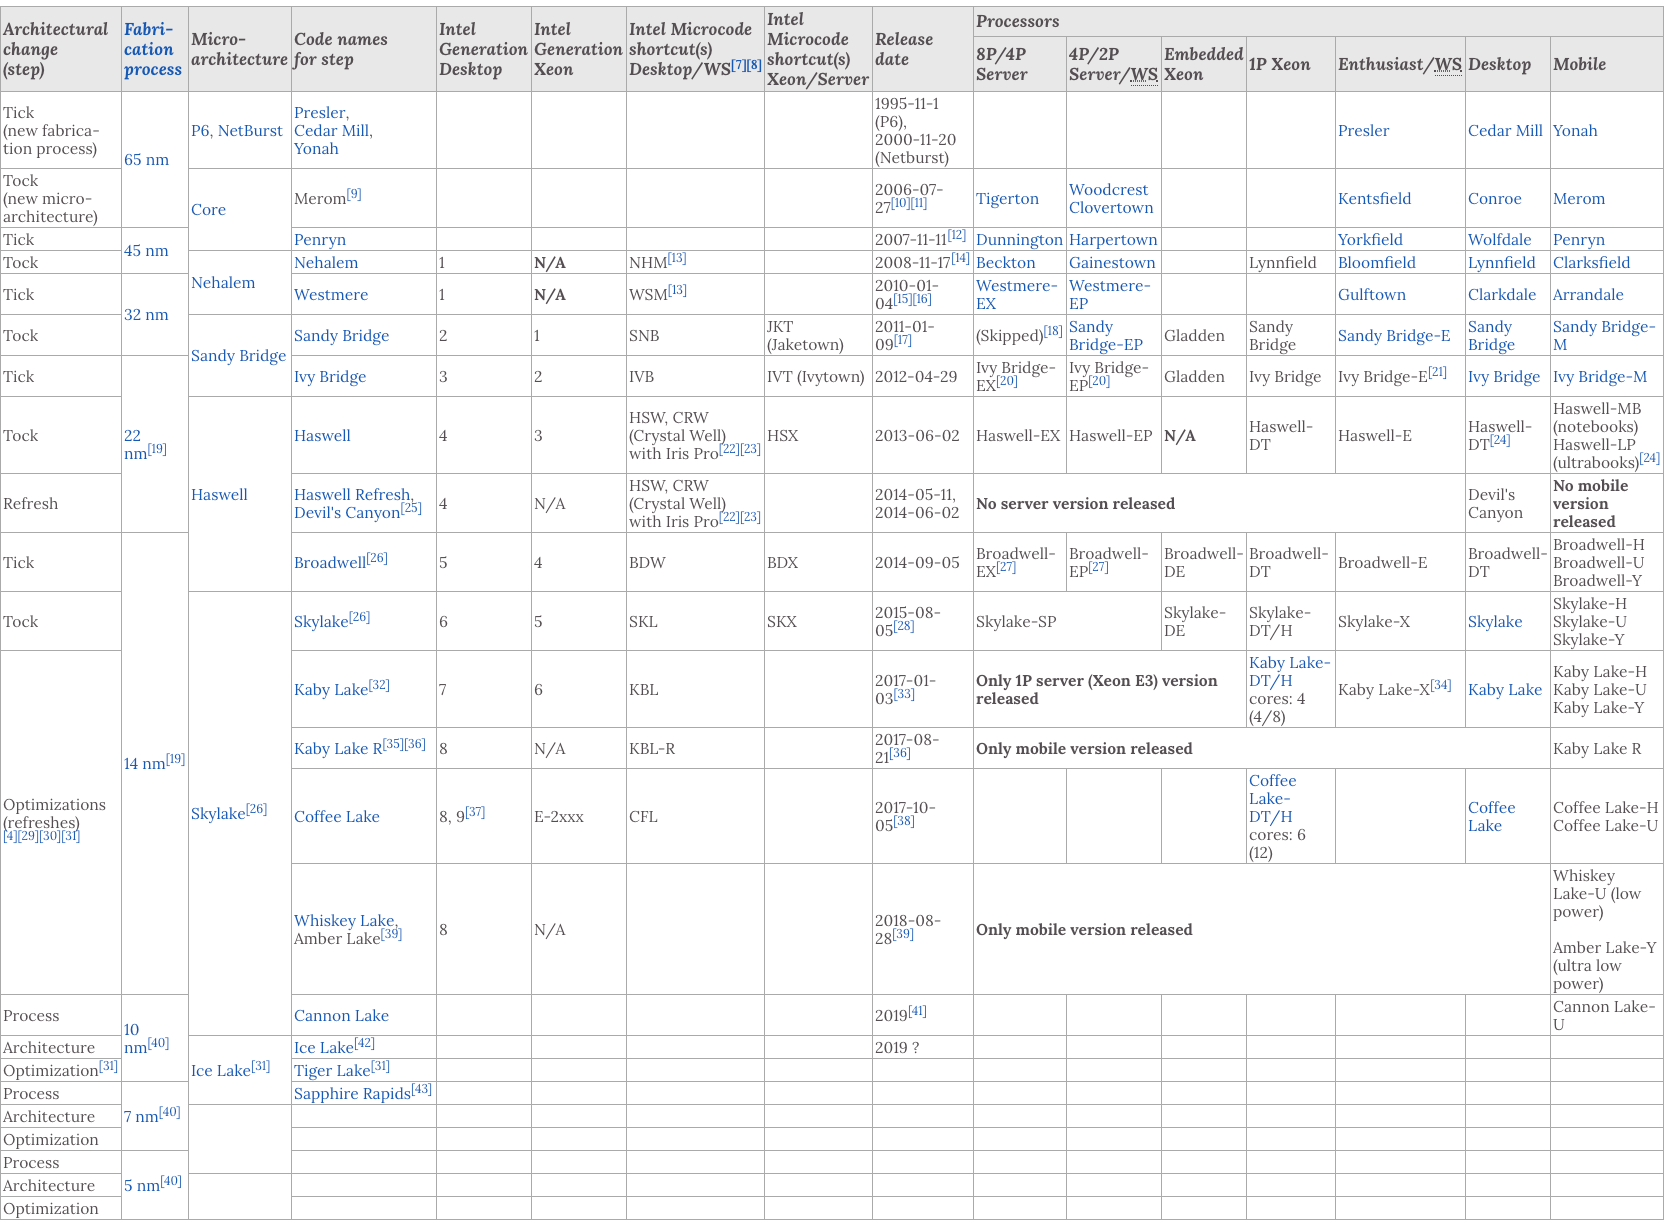 Architectural change (step) Fabri-cation process Micro-architecture Code names for step Intel Generation Desktop Intel Generation Xeon Intel Microcode shortcut(s) Desktop/WS[7][8] Intel Microcode shortcut(s) Xeon/Server Release date Processors
8P/4P Server 4P/2P Server/WS Embedded Xeon 1P Xeon Enthusiast/WS Desktop Mobile
Tick (new fabrica-tion process) 65 nm P6, NetBurst Presler, Cedar Mill, Yonah 1995-11-1 (P6), 2000-11-20 (Netburst) Presler Cedar Mill Yonah
Tock (new micro-architecture) Core Merom[9] 2006-07-27[10][11] Tigerton Woodcrest Clovertown Kentsfield Conroe Merom
Tick 45 nm Penryn 2007-11-11[12] Dunnington Harpertown Yorkfield Wolfdale Penryn
Tock Nehalem Nehalem 1 N/A NHM[13] 2008-11-17[14] Beckton Gainestown Lynnfield Bloomfield Lynnfield Clarksfield
Tick 32 nm Westmere 1 N/A WSM[13] 2010-01-04[15][16] Westmere-EX Westmere-EP Gulftown Clarkdale Arrandale
Tock Sandy Bridge Sandy Bridge 2 1 SNB JKT (Jaketown) 2011-01-09[17] (Skipped)[18] Sandy Bridge-EP Gladden Sandy Bridge Sandy Bridge-E Sandy Bridge Sandy Bridge-M
Tick 22 nm[19] Ivy Bridge 3 2 IVB IVT (Ivytown) 2012-04-29 Ivy Bridge-EX[20] Ivy Bridge-EP[20] Gladden Ivy Bridge Ivy Bridge-E[21] Ivy Bridge Ivy Bridge-M
Tock Haswell Haswell 4 3 HSW, CRW (Crystal Well) with Iris Pro[22][23] HSX 2013-06-02 Haswell-EX Haswell-EP N/A Haswell-DT Haswell-E Haswell-DT[24] Haswell-MB (notebooks) Haswell-LP (ultrabooks)[24]
Refresh Haswell Refresh, Devil's Canyon[25] 4 N/A HSW, CRW (Crystal Well) with Iris Pro[22][23] 2014-05-11, 2014-06-02 No server version released Devil's Canyon No mobile version released
Tick 14 nm[19] Broadwell[26] 5 4 BDW BDX 2014-09-05 Broadwell-EX[27] Broadwell-EP[27] Broadwell-DE Broadwell-DT Broadwell-E Broadwell-DT Broadwell-H Broadwell-U Broadwell-Y
Tock Skylake[26] Skylake[26] 6 5 SKL SKX 2015-08-05[28] Skylake-SP Skylake-DE Skylake-DT/H Skylake-X Skylake Skylake-H Skylake-U Skylake-Y
Optimizations (refreshes) [4][29][30][31] Kaby Lake[32] 7 6 KBL 2017-01-03[33] Only 1P server (Xeon E3) version released Kaby Lake-DT/H cores: 4 (4/8) Kaby Lake-X[34] Kaby Lake Kaby Lake-H Kaby Lake-U Kaby Lake-Y
Kaby Lake R[35][36] 8 N/A KBL-R 2017-08-21[36] Only mobile version released Kaby Lake R
Coffee Lake 8, 9[37] E-2xxx CFL 2017-10-05[38] Coffee Lake-DT/H cores: 6 (12) Coffee Lake Coffee Lake-H Coffee Lake-U
Whiskey Lake, Amber Lake[39] 8 N/A 2018-08-28[39] Only mobile version released Whiskey Lake-U (low power) Amber Lake-Y (ultra low power)
Process 10 nm[40] Cannon Lake 2019[41] Cannon Lake-U
Architecture Ice Lake[31] Ice Lake[42] 2019 ?
Optimization[31] Tiger Lake[31]
Process 7 nm[40] Sapphire Rapids[43]
Architecture
Optimization
Process 5 nm[40]
Architecture
Optimization